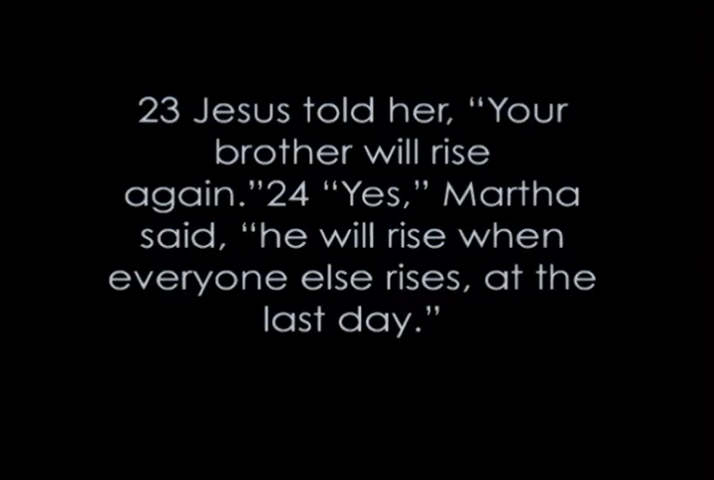 23 Jesus told her, “Your
brother will rise
again.”24 “Yes,” Martha
said, “he will rise when
everyone else rises, at the
last day.”